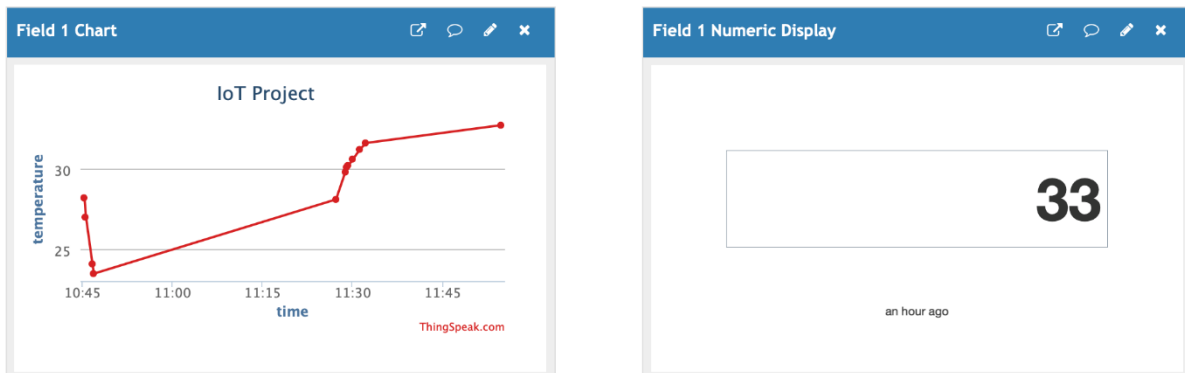 Field 1 Chart
IoT Project
temperature
30
25
10:45 11:00 11:15 11:30 11:45
time
ThingSpeak.com
Field 1 Numeric Display
33
an hour ago